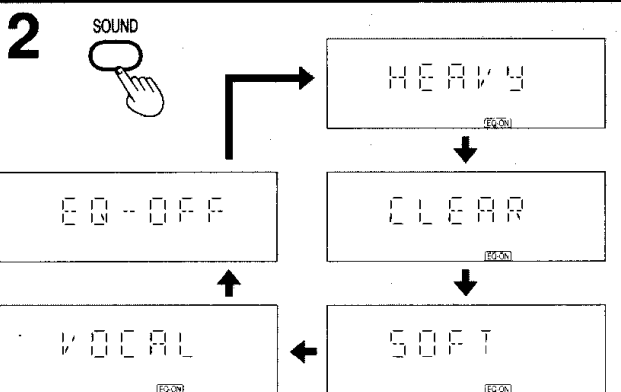 2
SOUND
HEAVY
EQ-ON
CLEAR
EQ-ON
SOFT
EQ-ON
VOCAL
EQ-ON
EQ-OFF